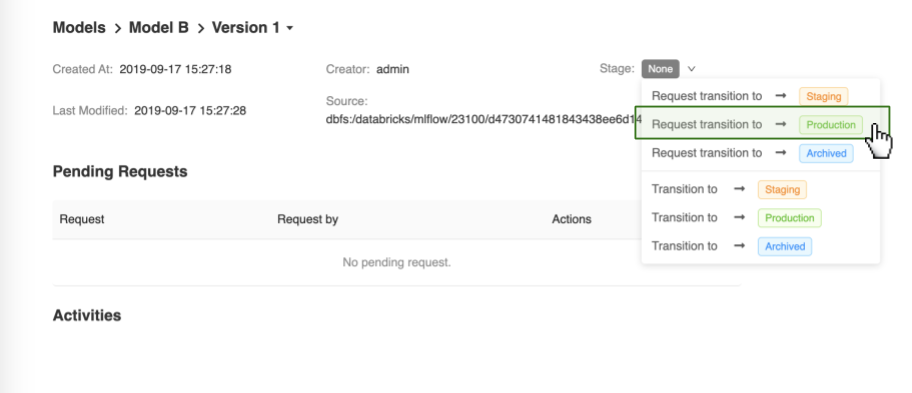 Models > Model B > Version 1
Created At: 2019-09-17 15:27:18
Creator: admin
Stage: None
Last Modified: 2019-09-17 15:27:28
Source:
dbfs:/databricks/mlflow/23100/d4730741481843438ee6d14
Request transition to → Staging
Request transition to → Production
Request transition to → Archived
Transition to → Staging
Transition to → Production
Transition to → Archived
Pending Requests
Request Request by Actions
No pending request.
Activities